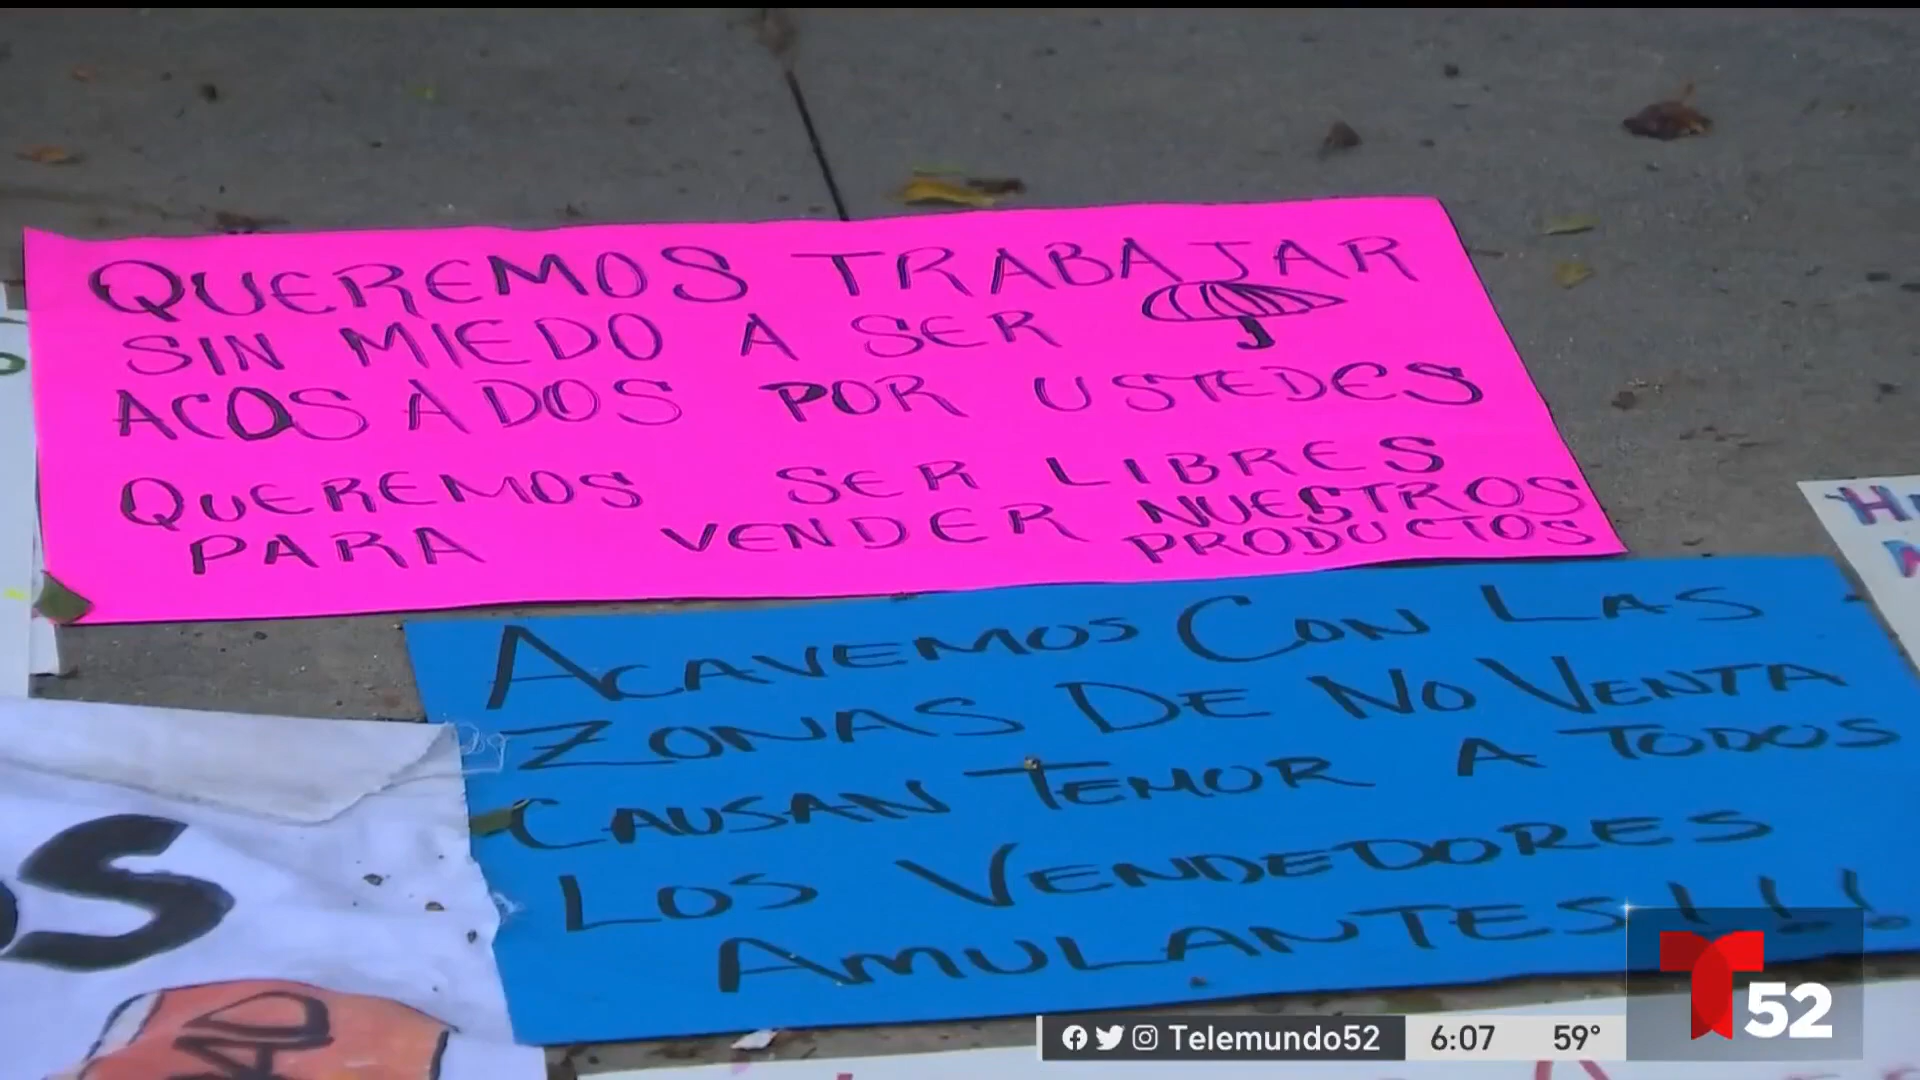 QUEREMOS TRABAJAR
SIN MIEDO A SER
ACOSADOS POR USTEDES
QUEREMOS SER LIBRES
PARA VENDER NUESTROS
PRODUCTOS
ACAVEMOS CON LAS
ZONAS DE NO VENTA
CAUSAN TEMOR A TODOS
LOS VENDEDORES
AMULANTES!!!
Telemundo52 6:07 59°
52